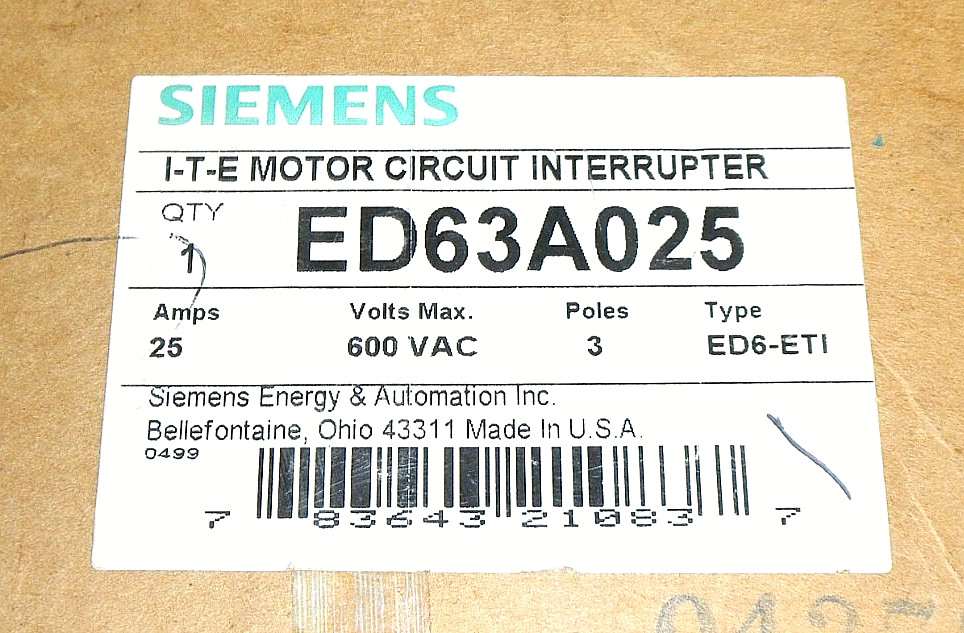 SIEMENS
I-T-E MOTOR CIRCUIT INTERRUPTER
QTY
1
ED63A025
Amps Volts Max. Poles Type
25 600 VAC 3 ED6-ETI
Siemens Energy & Automation Inc.
Bellefontaine, Ohio 43311 Made In U.S.A.
0499
7 83643 21083 7